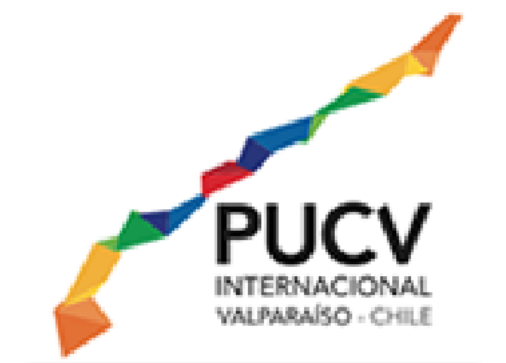 PUCV
INTERNACIONAL
VALPARAÍSO - CHILE